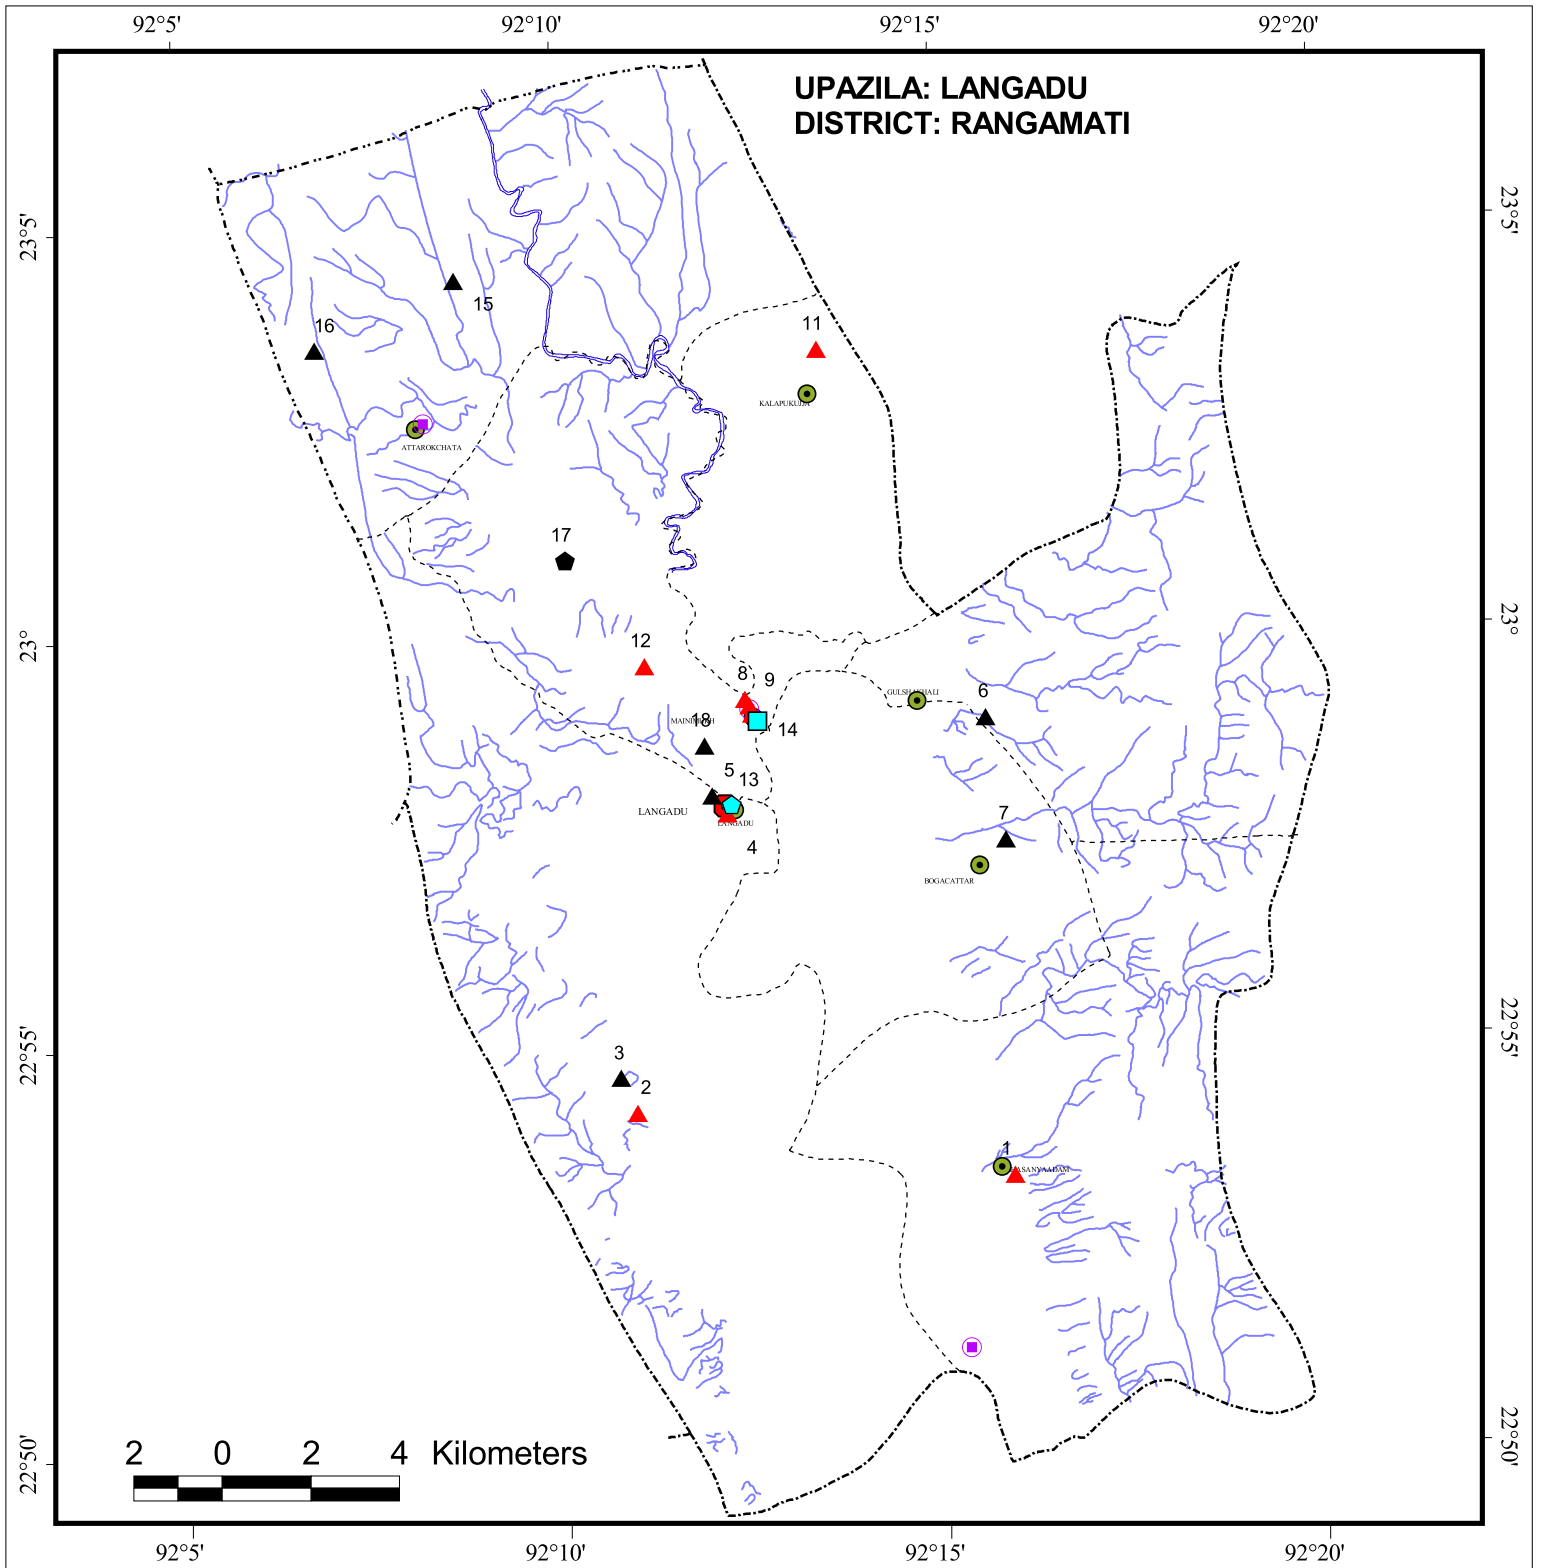 92°5' 92°10' 92°15' 92°20'
UPAZILA: LANGADU
DISTRICT: RANGAMATI
23°5' 23°5'
15
16
11
KALAPUKUJA
ATTAROKCHATA
17
23° 23°
12
8 9
GULSHAKHALI
6
18
14
5
13
LANGADU
LANGADU
4
7
BOGACATTAR
22°55' 22°55'
3
2
1
22°50' 22°50'
2 0 2 4 Kilometers
92°5' 92°10' 92°15' 92°20'